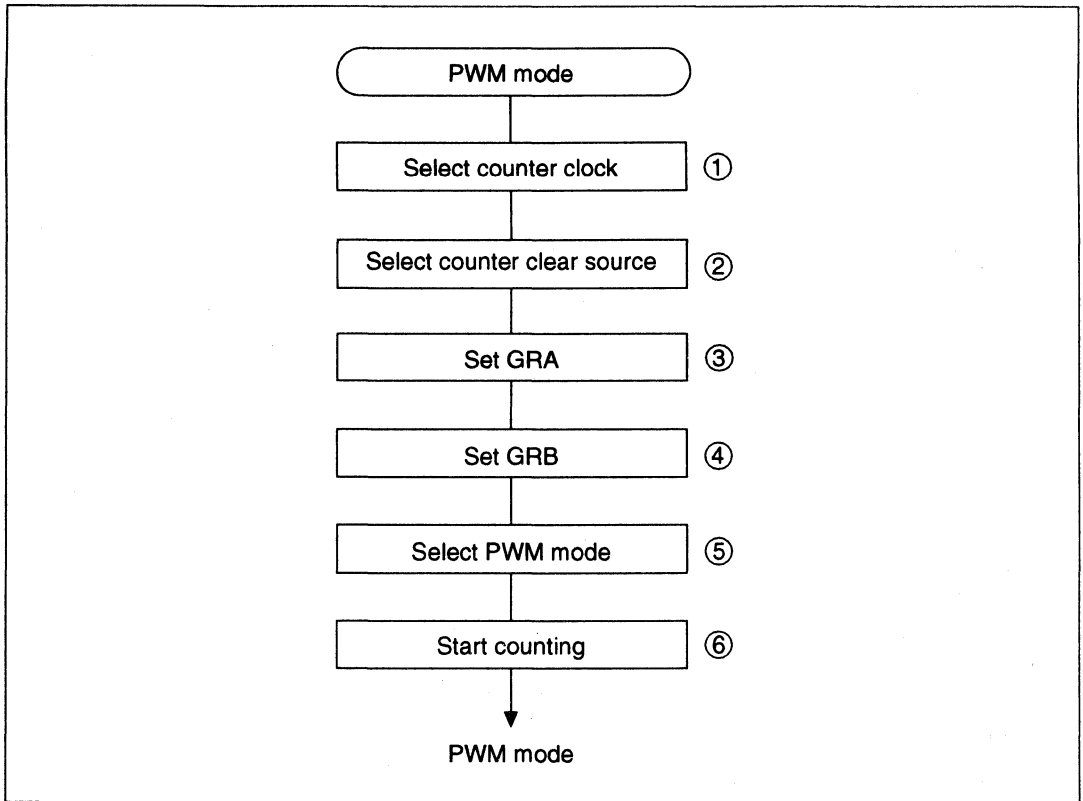 PWM mode
Select counter clock ①
Select counter clear source ②
Set GRA ③
Set GRB ④
Select PWM mode ⑤
Start counting ⑥
PWM mode